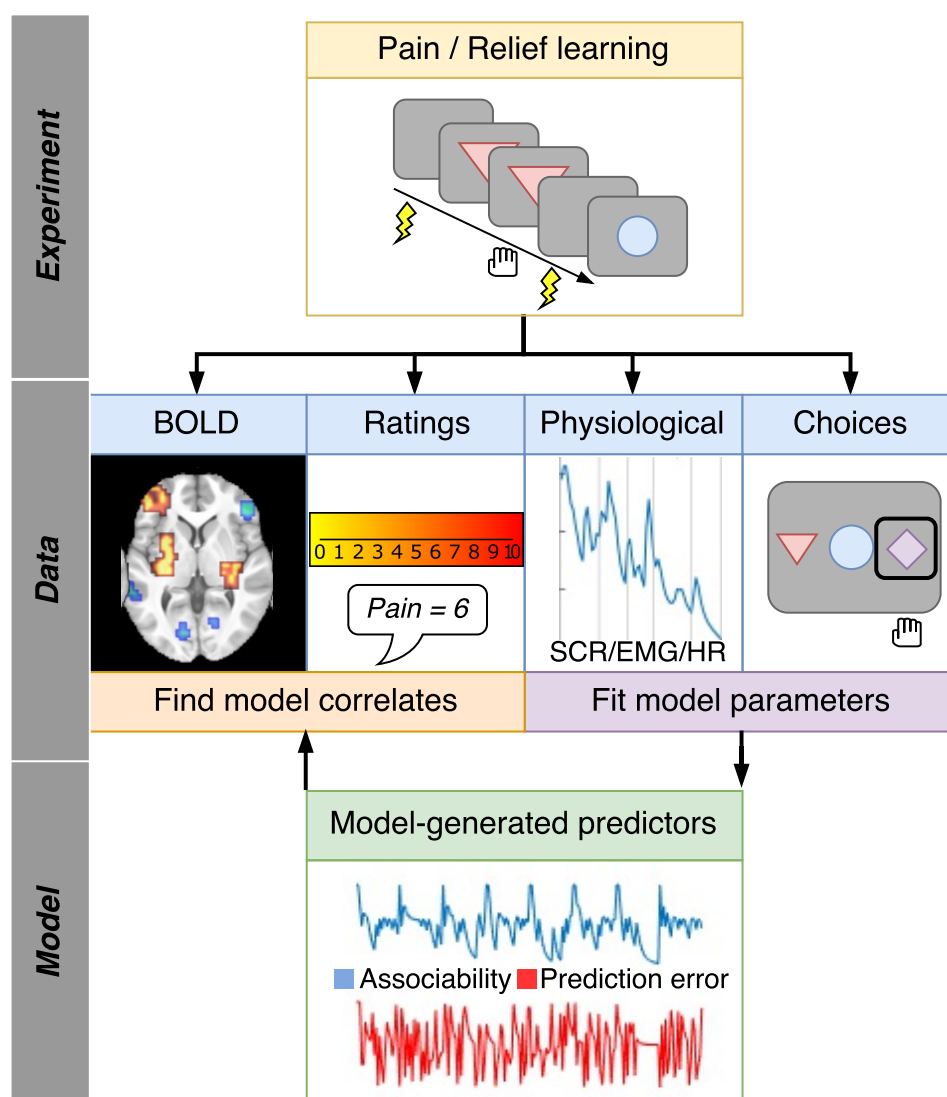 Experiment
Pain / Relief learning
Data
BOLD
Ratings
Physiological
Choices
0 1 2 3 4 5 6 7 8 9 10
Pain = 6
SCR/EMG/HR
Find model correlates
Fit model parameters
Model
Model-generated predictors
Associability
Prediction error